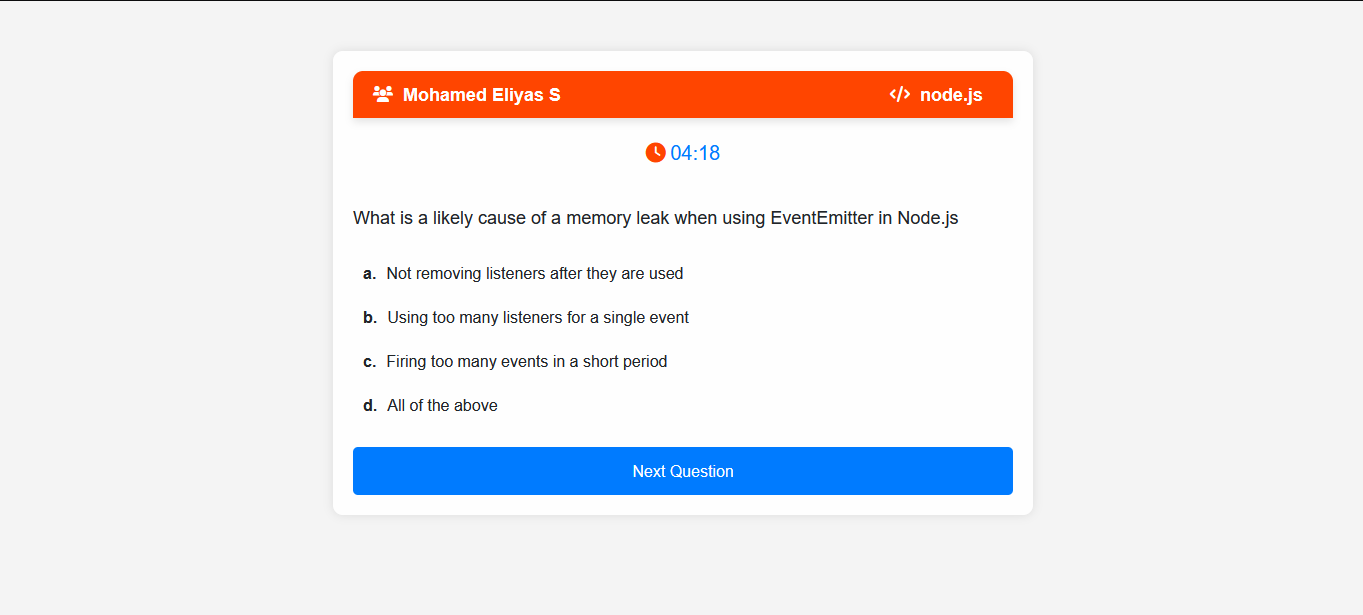 Mohamed Eliyas S
node.js
04:18
What is a likely cause of a memory leak when using EventEmitter in Node.js
a. Not removing listeners after they are used
b. Using too many listeners for a single event
c. Firing too many events in a short period
d. All of the above
Next Question